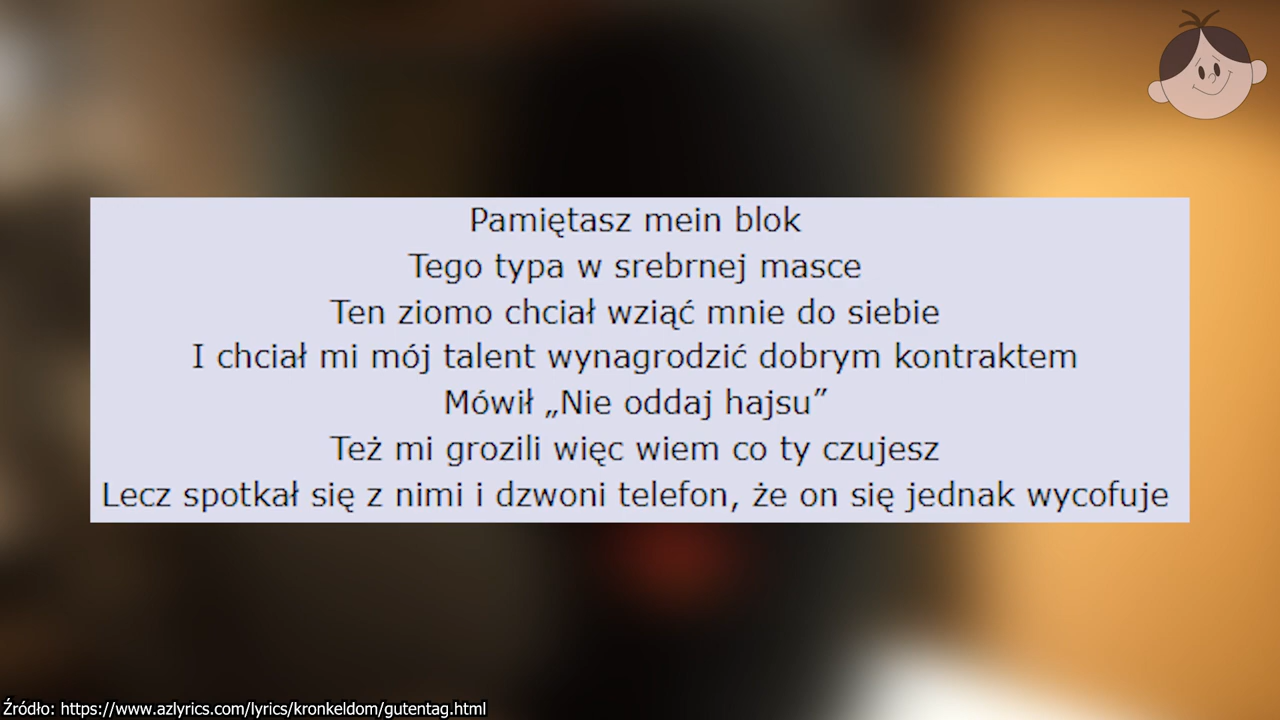 Pamiętasz mein blok
Tego typa w srebrnej masce
Ten ziomo chciał wziąć mnie do siebie
I chciał mi mój talent wynagrodzić dobrym kontraktem
Mówił „Nie oddaj hajsu”
Też mi grozili więc wiem co ty czujesz
Lecz spotkał się z nimi i dzwoni telefon, że on się jednak wycofuje
Źródło: https://www.azlyrics.com/lyrics/kronkeldom/gutentag.html